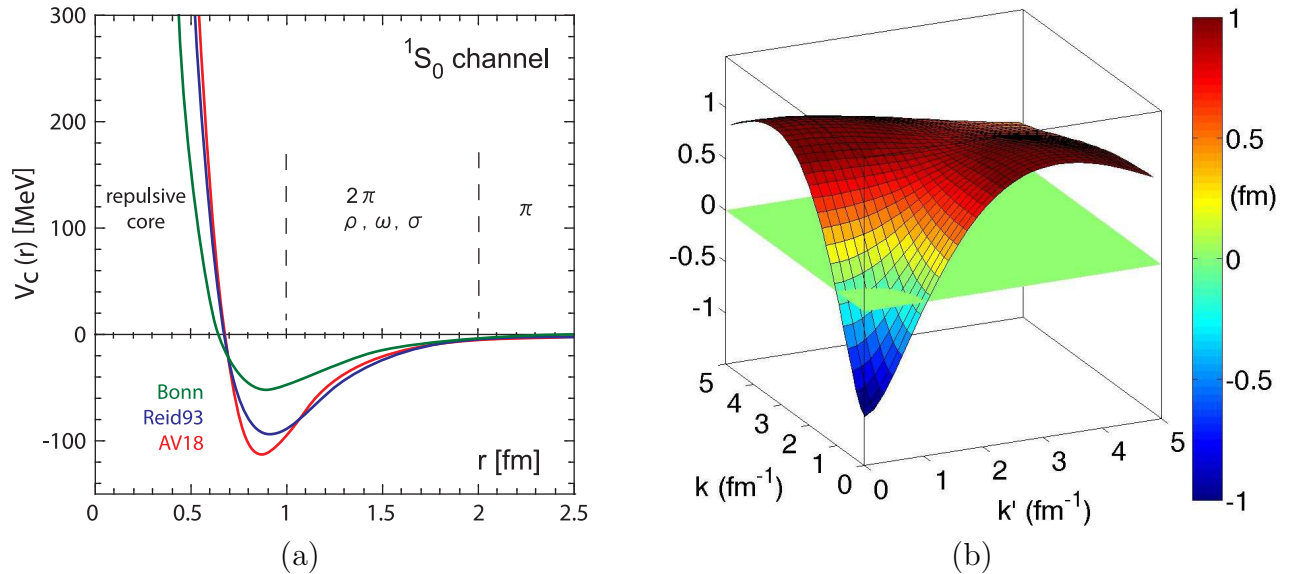 300
200
100
0
-100
V_C (r) [MeV]
^1S_0 channel
repulsive
core
2 π
ρ , ω, σ
π
Bonn
Reid93
AV18
r [fm]
0
0.5
1
1.5
2
2.5
(a)
1
0.5
0
-0.5
-1
5
4
3
2
1
0
k (fm^-1)
0
1
2
3
4
5
k' (fm^-1)
1
0.5
(fm)
0
-0.5
-1
(b)